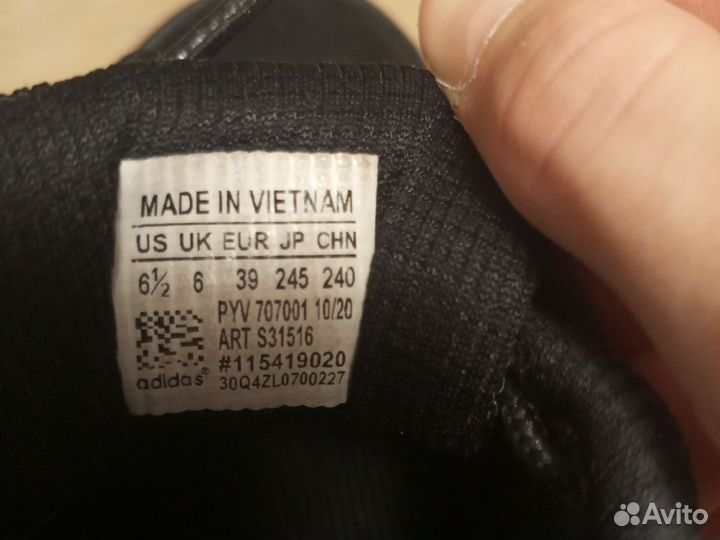 MADE IN VIETNAM
US UK EUR JP CHN
6½ 6 39 245 240
PYV 707001 10/20
ART S31516
#115419020
adidas® 30Q4ZL0700227
Avito